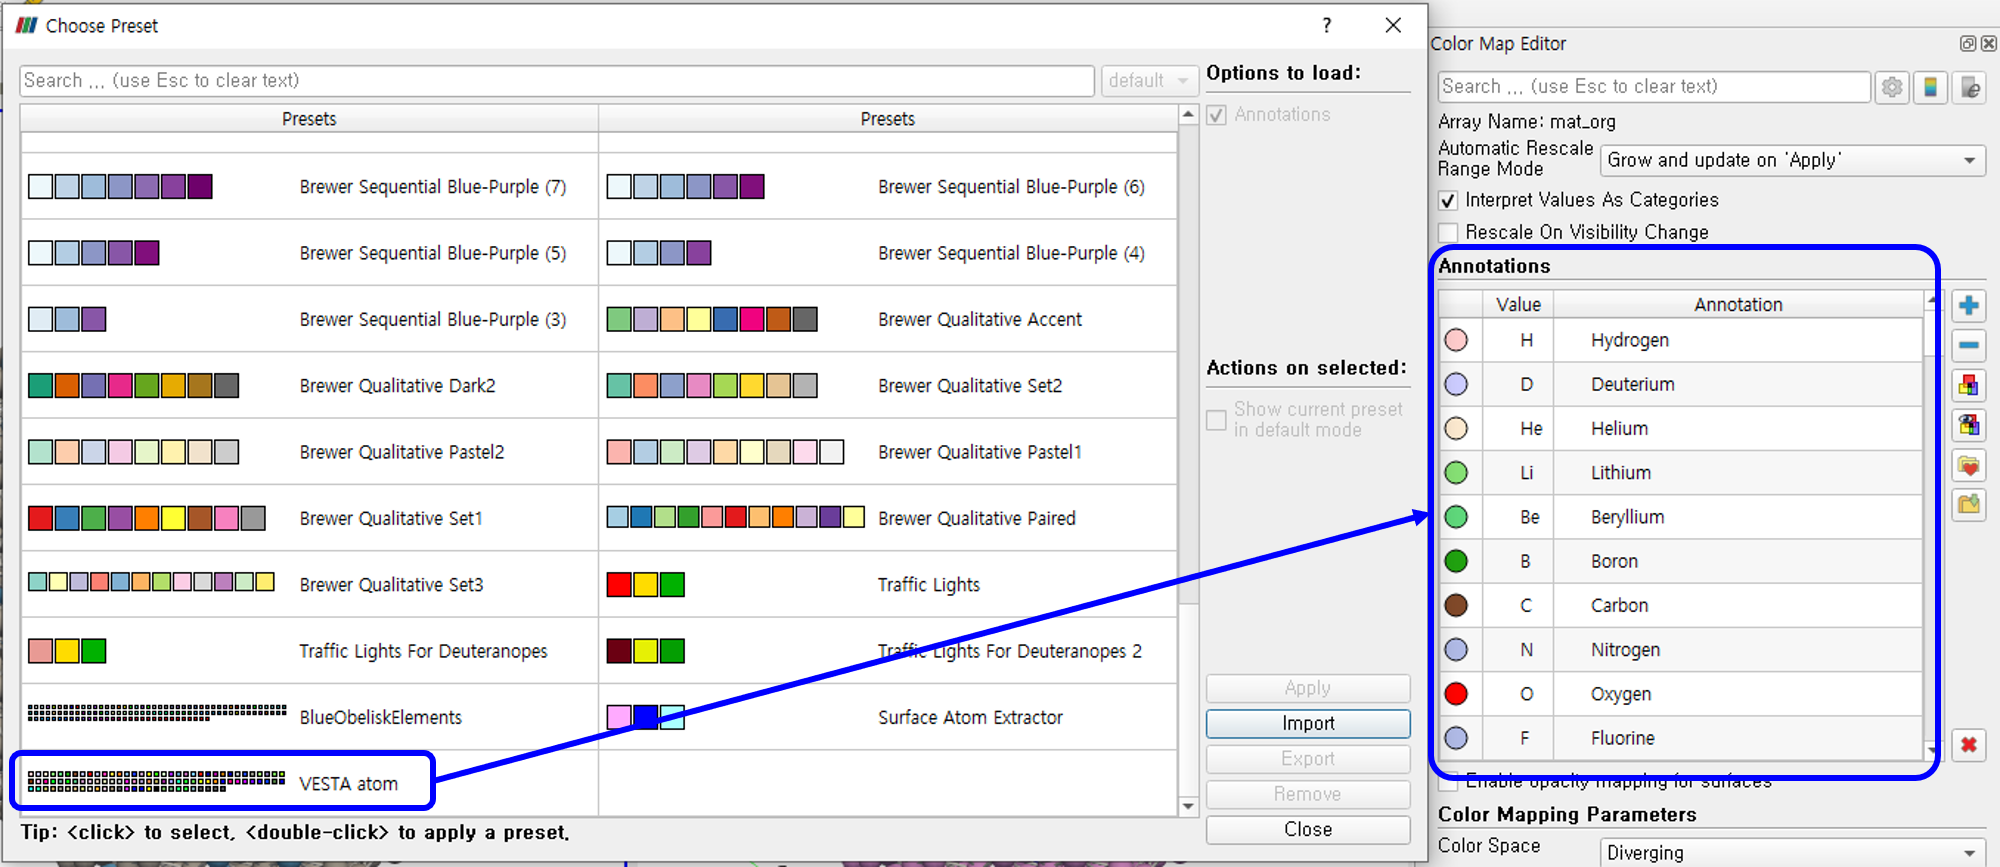 Choose Preset
?
Search ... (use Esc to clear text)
default
Presets
Presets
Brewer Sequential Blue-Purple (7)
Brewer Sequential Blue-Purple (6)
Brewer Sequential Blue-Purple (5)
Brewer Sequential Blue-Purple (4)
Brewer Sequential Blue-Purple (3)
Brewer Qualitative Accent
Brewer Qualitative Dark2
Brewer Qualitative Set2
Brewer Qualitative Pastel2
Brewer Qualitative Pastel1
Brewer Qualitative Set1
Brewer Qualitative Paired
Brewer Qualitative Set3
Traffic Lights
Traffic Lights For Deuteranopes
Traffic Lights For Deuteranopes 2
BlueObeliskElements
Surface Atom Extractor
VESTA atom
Tip: <click> to select, <double-click> to apply a preset.
Options to load:
Annotations
Actions on selected:
Show current preset
in default mode
Apply
Import
Export
Remove
Close
Color Map Editor
Search ... (use Esc to clear text)
Array Name: mat_org
Automatic Rescale
Range Mode
Grow and update on 'Apply'
Interpret Values As Categories
Rescale On Visibility Change
Annotations
Value Annotation
H Hydrogen
D Deuterium
He Helium
Li Lithium
Be Beryllium
B Boron
C Carbon
N Nitrogen
O Oxygen
F Fluorine
Enable opacity mapping for surfaces
Color Mapping Parameters
Color Space
Diverging